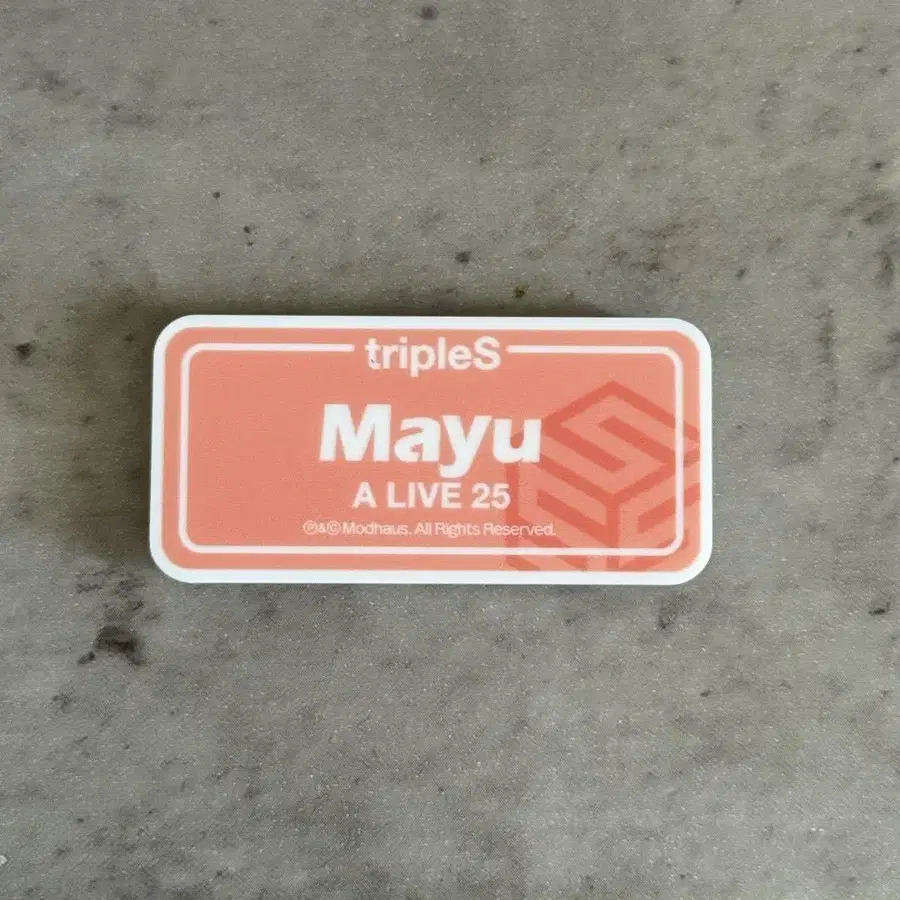 tripleS
Mayu
A LIVE 25
℗&© Modhaus. All Rights Reserved.